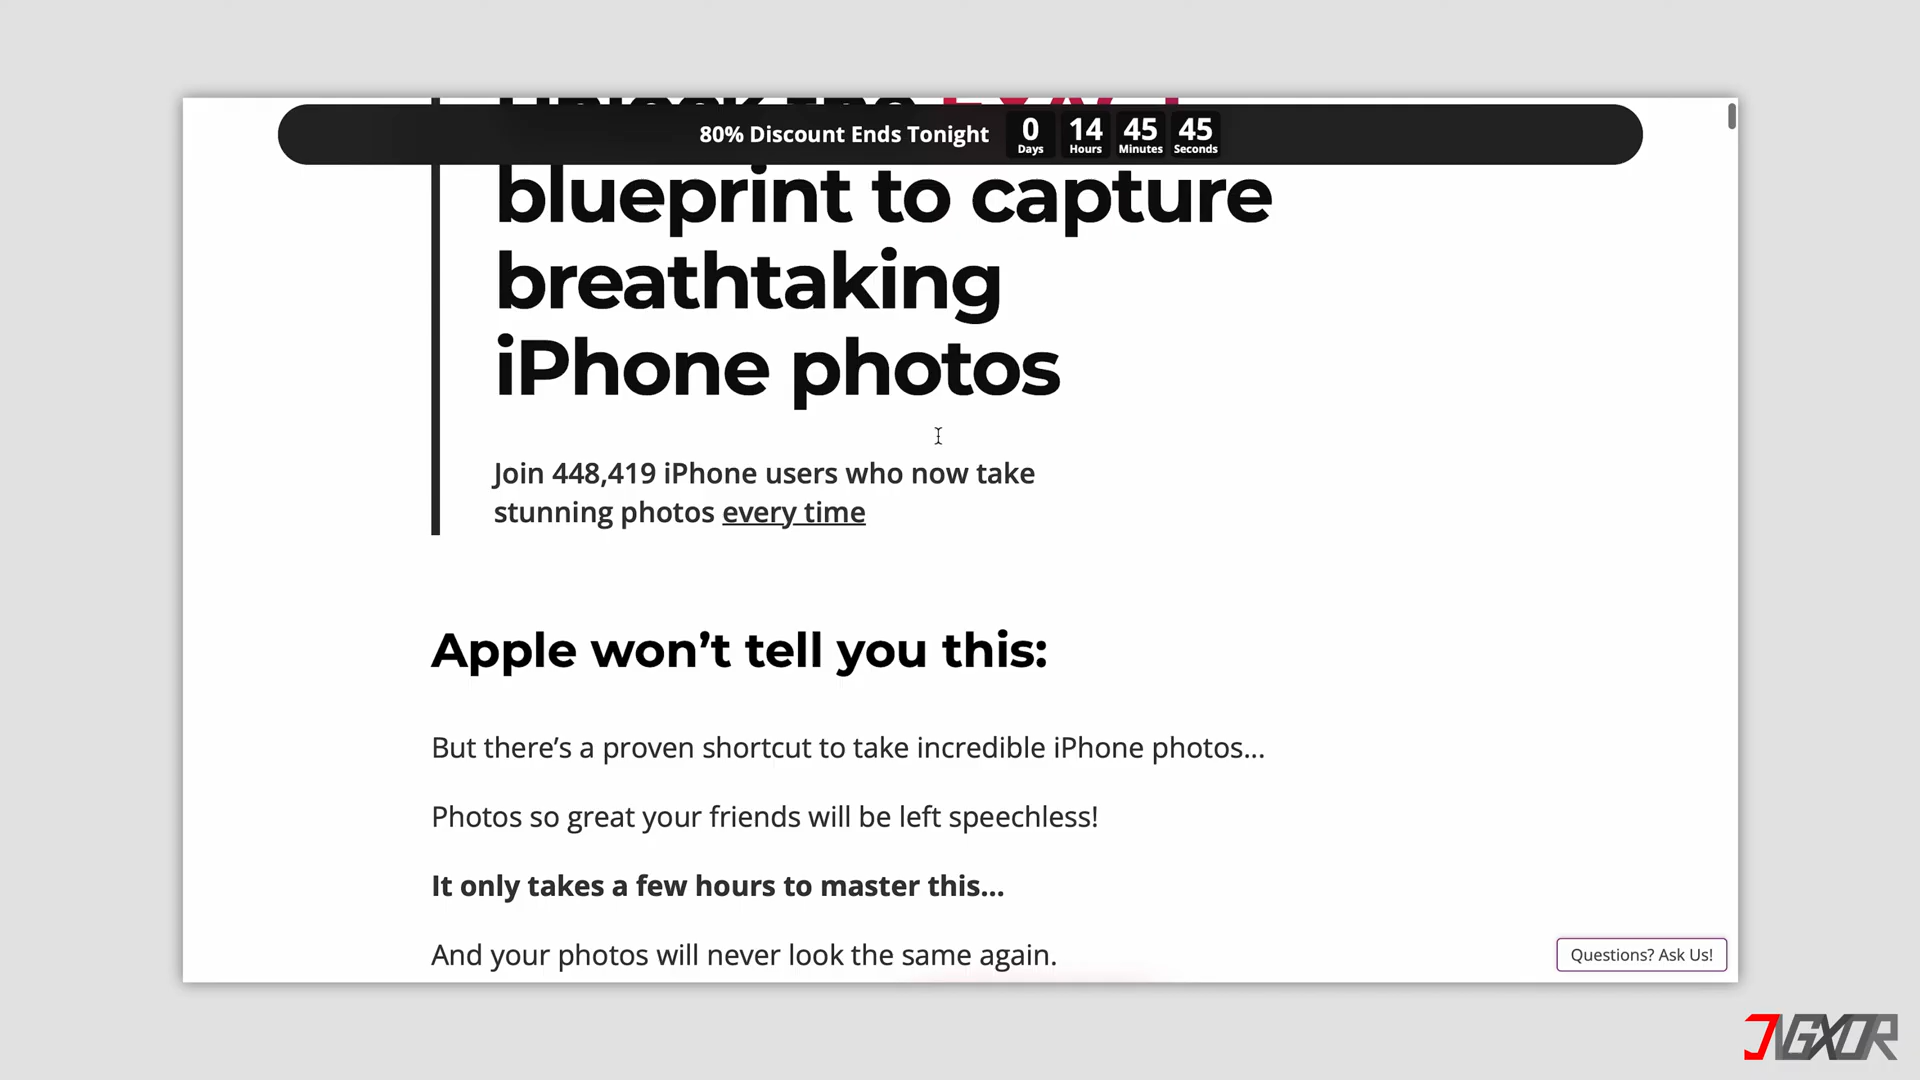 80% Discount Ends Tonight
0 14 45 45
Days Hours Minutes Seconds
blueprint to capture
breathtaking
iPhone photos
Join 448,419 iPhone users who now take
stunning photos every time
Apple won’t tell you this:
But there’s a proven shortcut to take incredible iPhone photos...
Photos so great your friends will be left speechless!
It only takes a few hours to master this...
And your photos will never look the same again.
Questions? Ask Us!